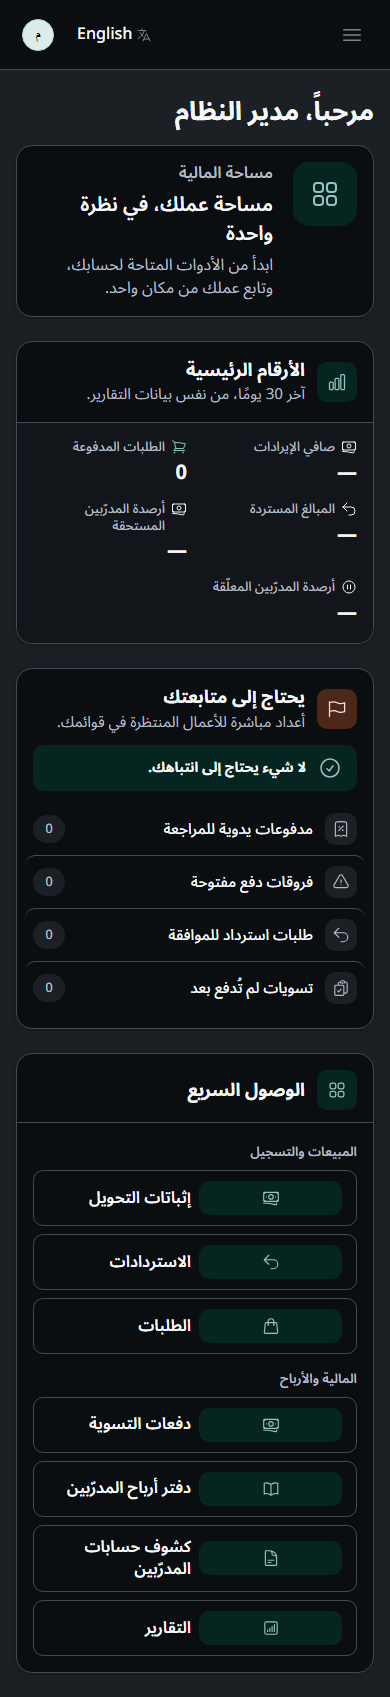 م
English
مرحباً، مدير النظام
مساحة المالية
مساحة عملك، في نظرة
واحدة
ابدأ من الأدوات المتاحة لحسابك،
وتابع عملك من مكان واحد.
الأرقام الرئيسية
آخر 30 يومًا، من نفس بيانات التقارير.
صافي الإيرادات
—
الطلبات المدفوعة
0
المبالغ المستردة
—
أرصدة المدرّبين
المستحقة
—
أرصدة المدرّبين المعلّقة
—
يحتاج إلى متابعتك
أعداد مباشرة للأعمال المنتظرة في قوائمك.
لا شيء يحتاج إلى انتباهك.
مدفوعات يدوية للمراجعة
0
فروقات دفع مفتوحة
0
طلبات استرداد للموافقة
0
تسويات لم تُدفع بعد
0
الوصول السريع
المبيعات والتسجيل
إثباتات التحويل
الاستردادات
الطلبات
المالية والأرباح
دفعات التسوية
دفتر أرباح المدرّبين
كشوف حسابات
المدرّبين
التقارير